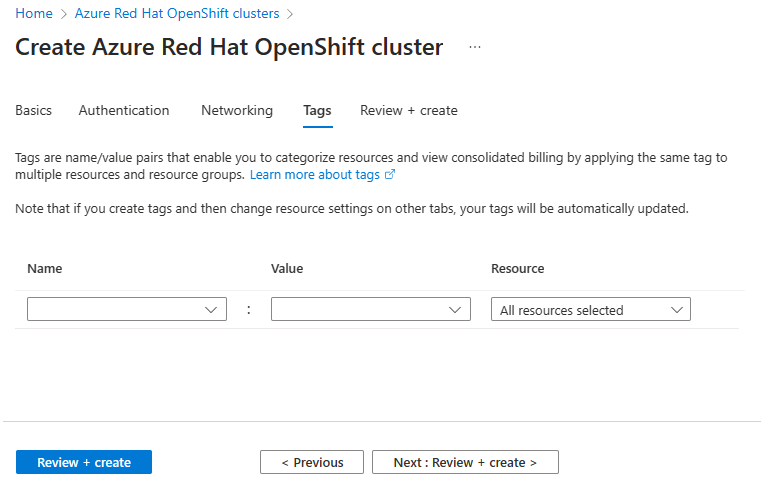 Home > Azure Red Hat OpenShift clusters >
Create Azure Red Hat OpenShift cluster ...
Basics Authentication Networking Tags Review + create
Tags are name/value pairs that enable you to categorize resources and view consolidated billing by applying the same tag to
multiple resources and resource groups. Learn more about tags
Note that if you create tags and then change resource settings on other tabs, your tags will be automatically updated.
Name Value Resource
: All resources selected
Review + create < Previous Next : Review + create >